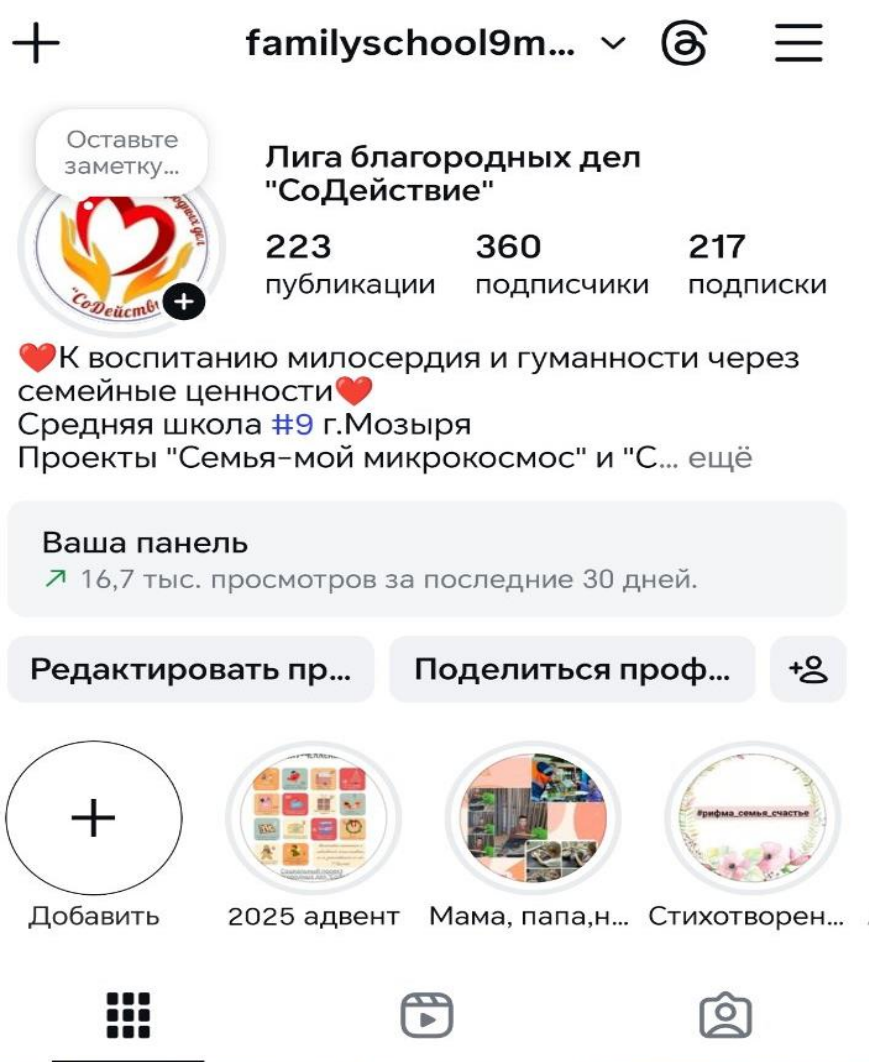 familyschool9m...
Оставьте
заметку...
"СоДейств
Лига благородных дел
"СоДействие"
223 360 217
публикации подписчики подписки
❤️К воспитанию милосердия и гуманности через
семейные ценности❤️
Средняя школа #9 г.Мозыря
Проекты "Семья-мой микрокосмос" и "С... ещё
Ваша панель
16,7 тыс. просмотров за последние 30 дней.
Редактировать пр... Поделиться проф...
#рифма_семья_счастье
Добавить 2025 адвент Мама, папа,н... Стихотворен...